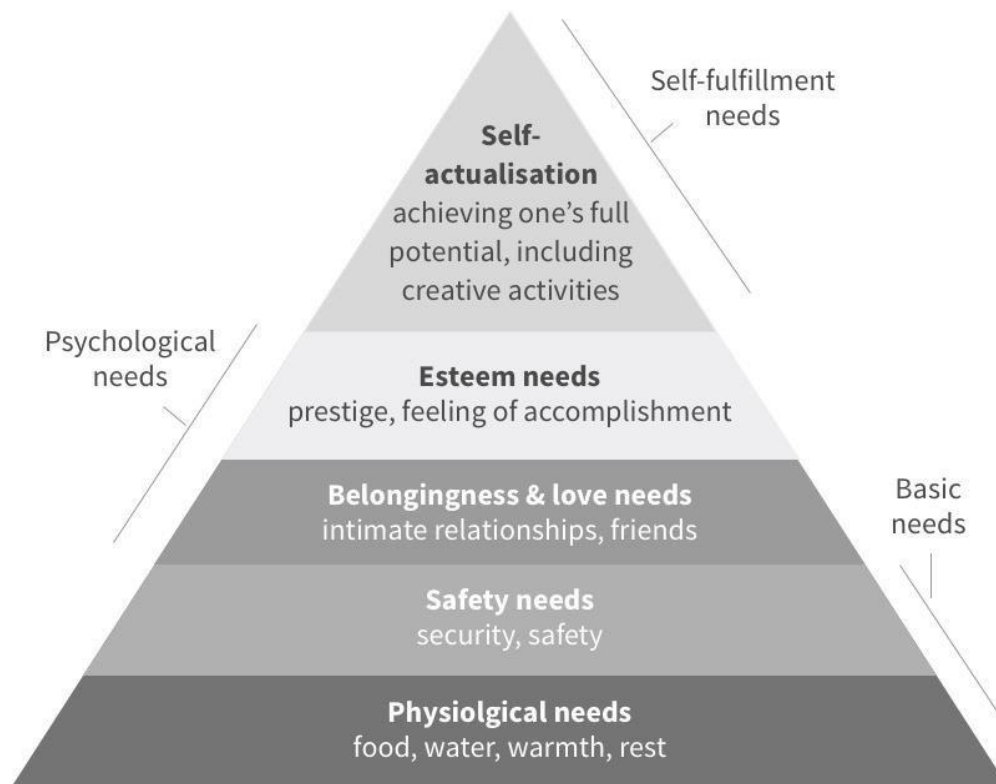 Self-fulfillment
needs
Self-
actualisation
achieving one's full
potential, including
creative activities
Psychological
needs
Esteem needs
prestige, feeling of accomplishment
Belongingness & love needs
intimate relationships, friends
Basic
needs
Safety needs
security, safety
Physiolgical needs
food, water, warmth, rest